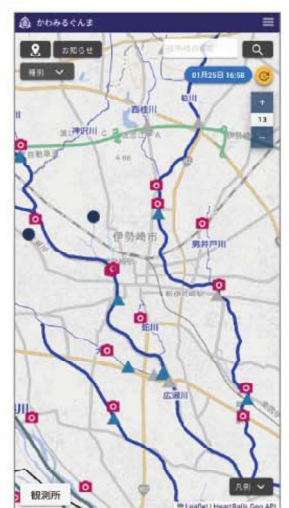 かわみるぐんま
お知らせ
種別
01月25日 16:58
+
13
−
粕川
西桂川
神沢川
伊勢崎市
男井戸川
蛇川
広瀬川
凡例
観測所
Leaflet | HeartRails Geo API